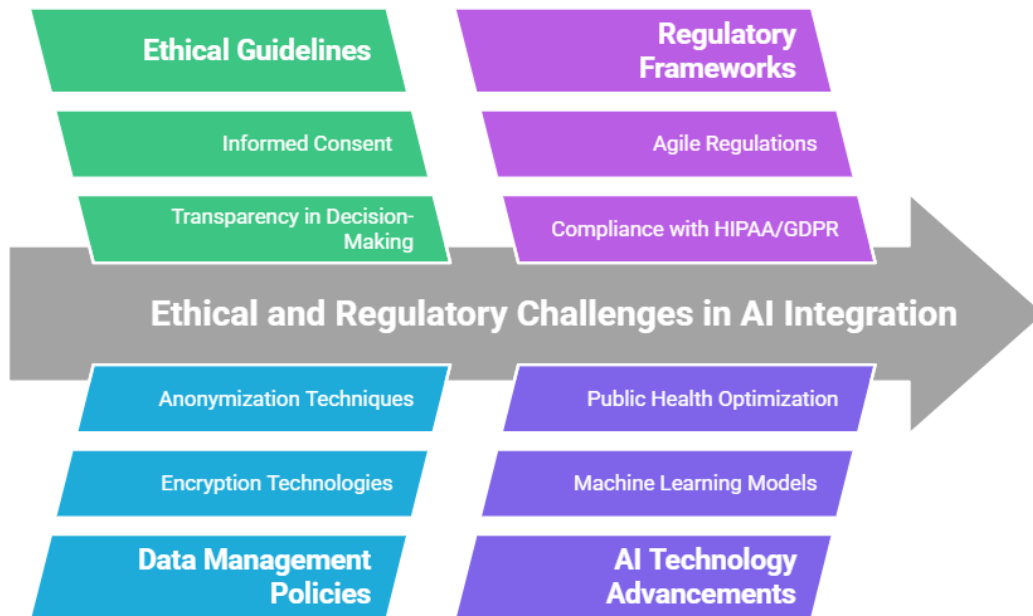 Ethical Guidelines
Informed Consent
Transparency in Decision-
Making
Regulatory
Frameworks
Agile Regulations
Compliance with HIPAA/GDPR
Ethical and Regulatory Challenges in AI Integration
Anonymization Techniques
Encryption Technologies
Data Management
Policies
Public Health Optimization
Machine Learning Models
AI Technology
Advancements